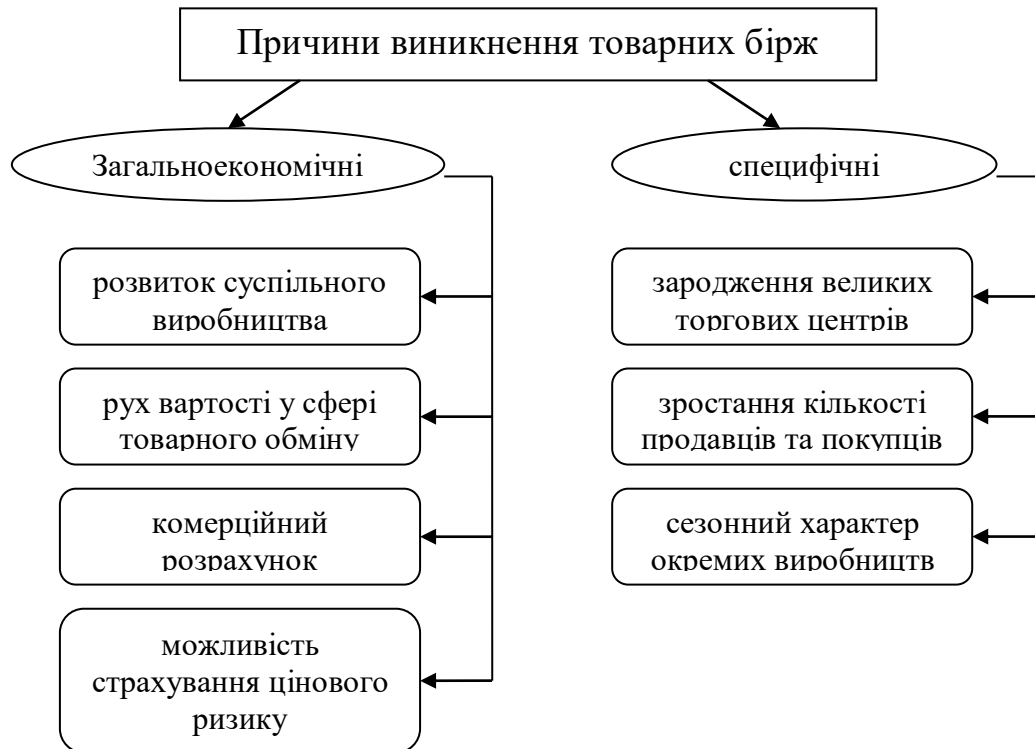 Причини виникнення товарних бірж
Загальноекономічні
розвиток суспільного
виробництва
рух вартості у сфері
товарного обміну
комерційний
розрахунок
можливість
страхування цінового
ризику
специфічні
зародження великих
торгових центрів
зростання кількості
продавців та покупців
сезонний характер
окремих виробництв